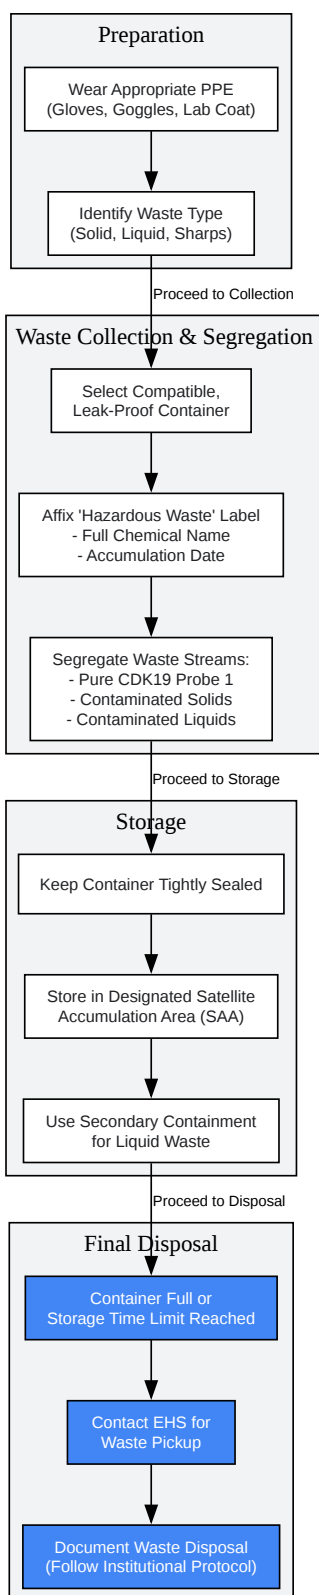 Preparation
Wear Appropriate PPE
(Gloves, Goggles, Lab Coat)
Identify Waste Type
(Solid, Liquid, Sharps)
Proceed to Collection
Waste Collection & Segregation
Select Compatible,
Leak-Proof Container
Affix 'Hazardous Waste' Label
- Full Chemical Name
- Accumulation Date
Segregate Waste Streams:
- Pure CDK19 Probe 1
- Contaminated Solids
- Contaminated Liquids
Proceed to Storage
Storage
Keep Container Tightly Sealed
Store in Designated Satellite
Accumulation Area (SAA)
Use Secondary Containment
for Liquid Waste
Proceed to Disposal
Final Disposal
Container Full or
Storage Time Limit Reached
Contact EHS for
Waste Pickup
Document Waste Disposal
(Follow Institutional Protocol)